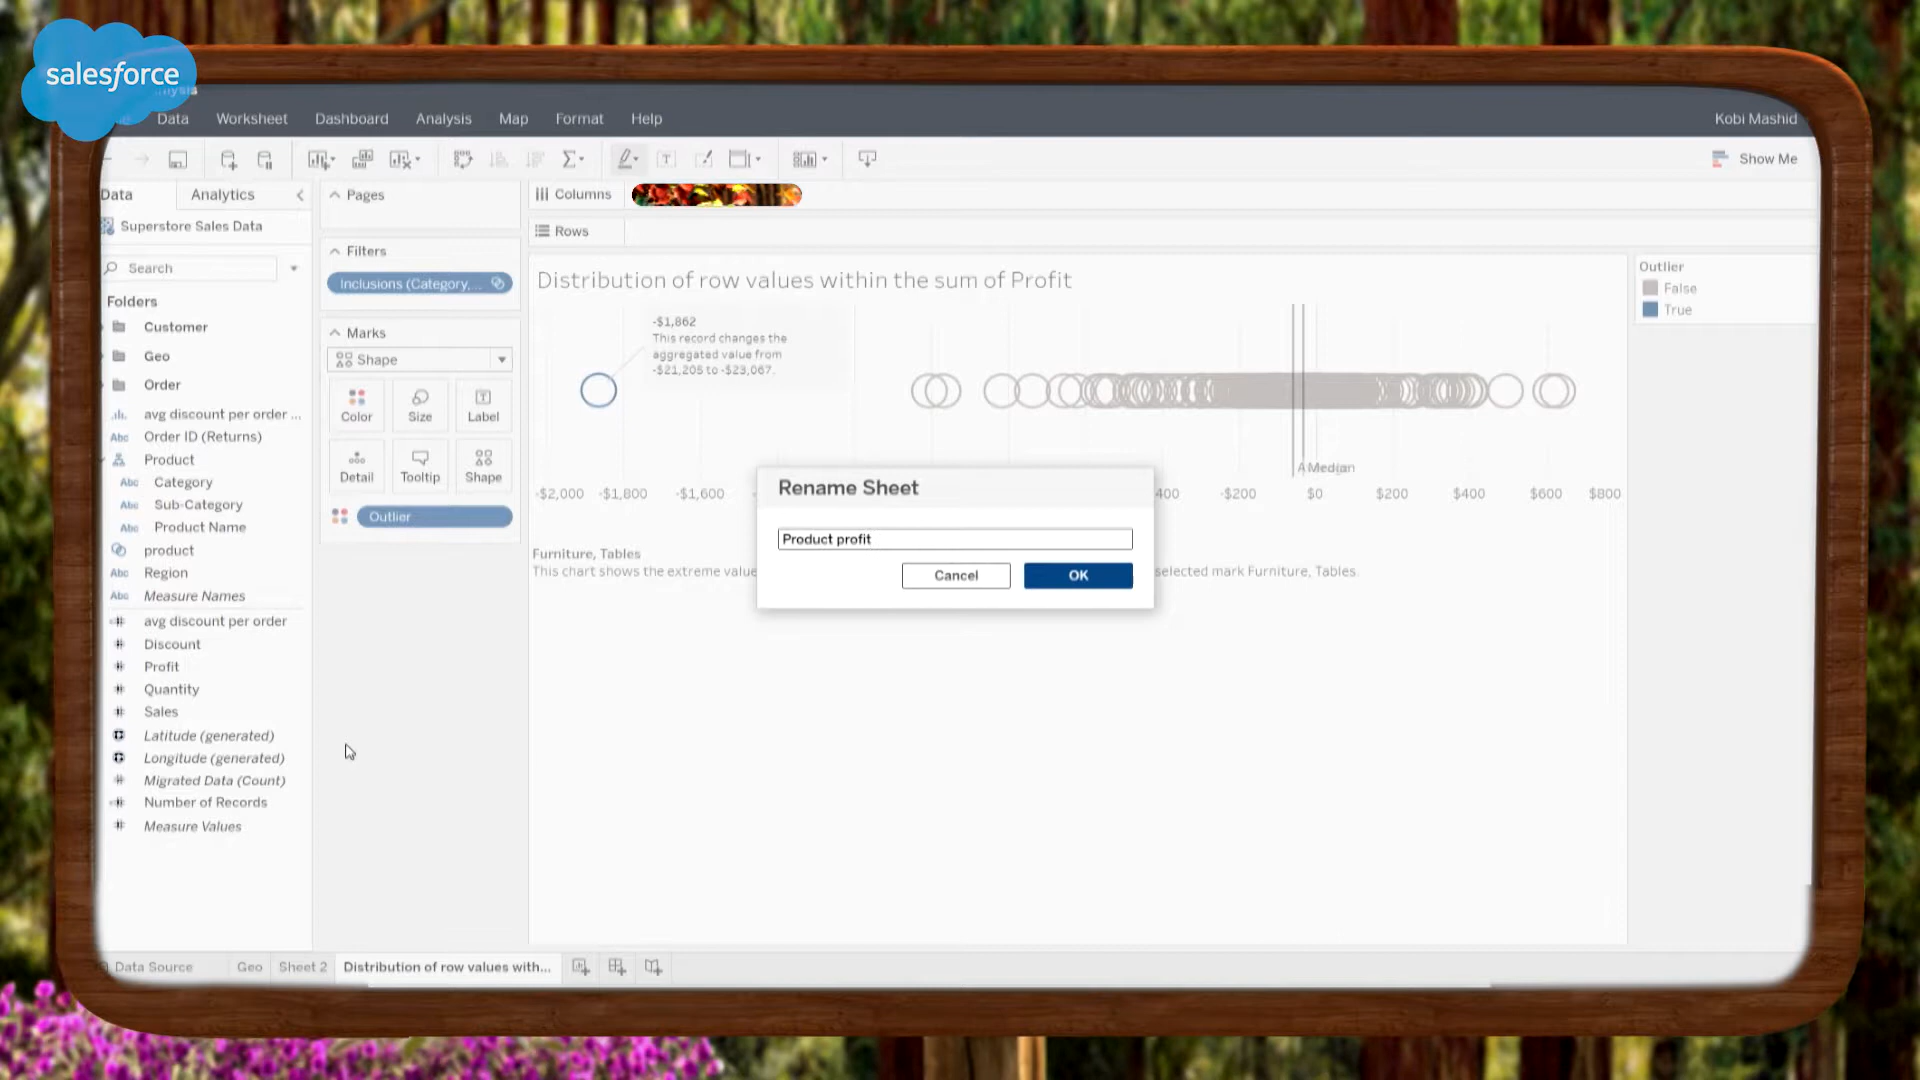 salesforce
Data Worksheet Dashboard Analysis Map Format Help
Kobi Mashid
Show Me
Data Analytics
Superstore Sales Data
Search
Folders
Customer
Geo
Order
avg discount per order ...
Abc Order ID (Returns)
Product
Abc Category
Abc Sub-Category
Abc Product Name
product
Abc Region
Abc Measure Names
avg discount per order
Discount
Profit
Quantity
Sales
Latitude (generated)
Longitude (generated)
Migrated Data (Count)
Number of Records
Measure Values
Pages
Filters
Inclusions (Category, ...
Marks
Shape
Color Size Label
Detail Tooltip Shape
Outlier
Columns
Rows
Distribution of row values within the sum of Profit
-$1,862
This record changes the
aggregated value from
-$21,205 to -$23,067.
Median
-$2,000 -$1,800 -$1,600 400 -$200 $0 $200 $400 $600 $800
Furniture, Tables
This chart shows the extreme value selected mark Furniture, Tables.
Rename Sheet
Product profit
Cancel OK
Outlier
False
True
Data Source Geo Sheet 2 Distribution of row values with...